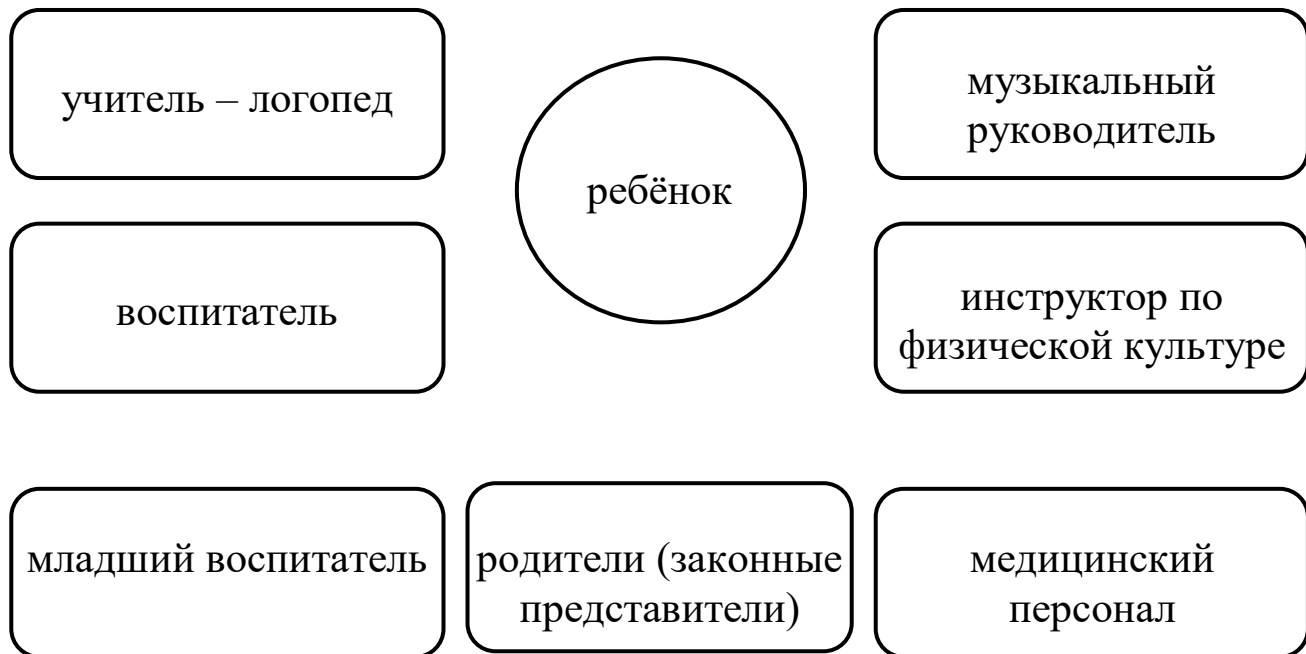 учитель – логопед
ребёнок
музыкальный
руководитель
воспитатель
инструктор по
физической культуре
младший воспитатель
родители (законные
представители)
медицинский
персонал